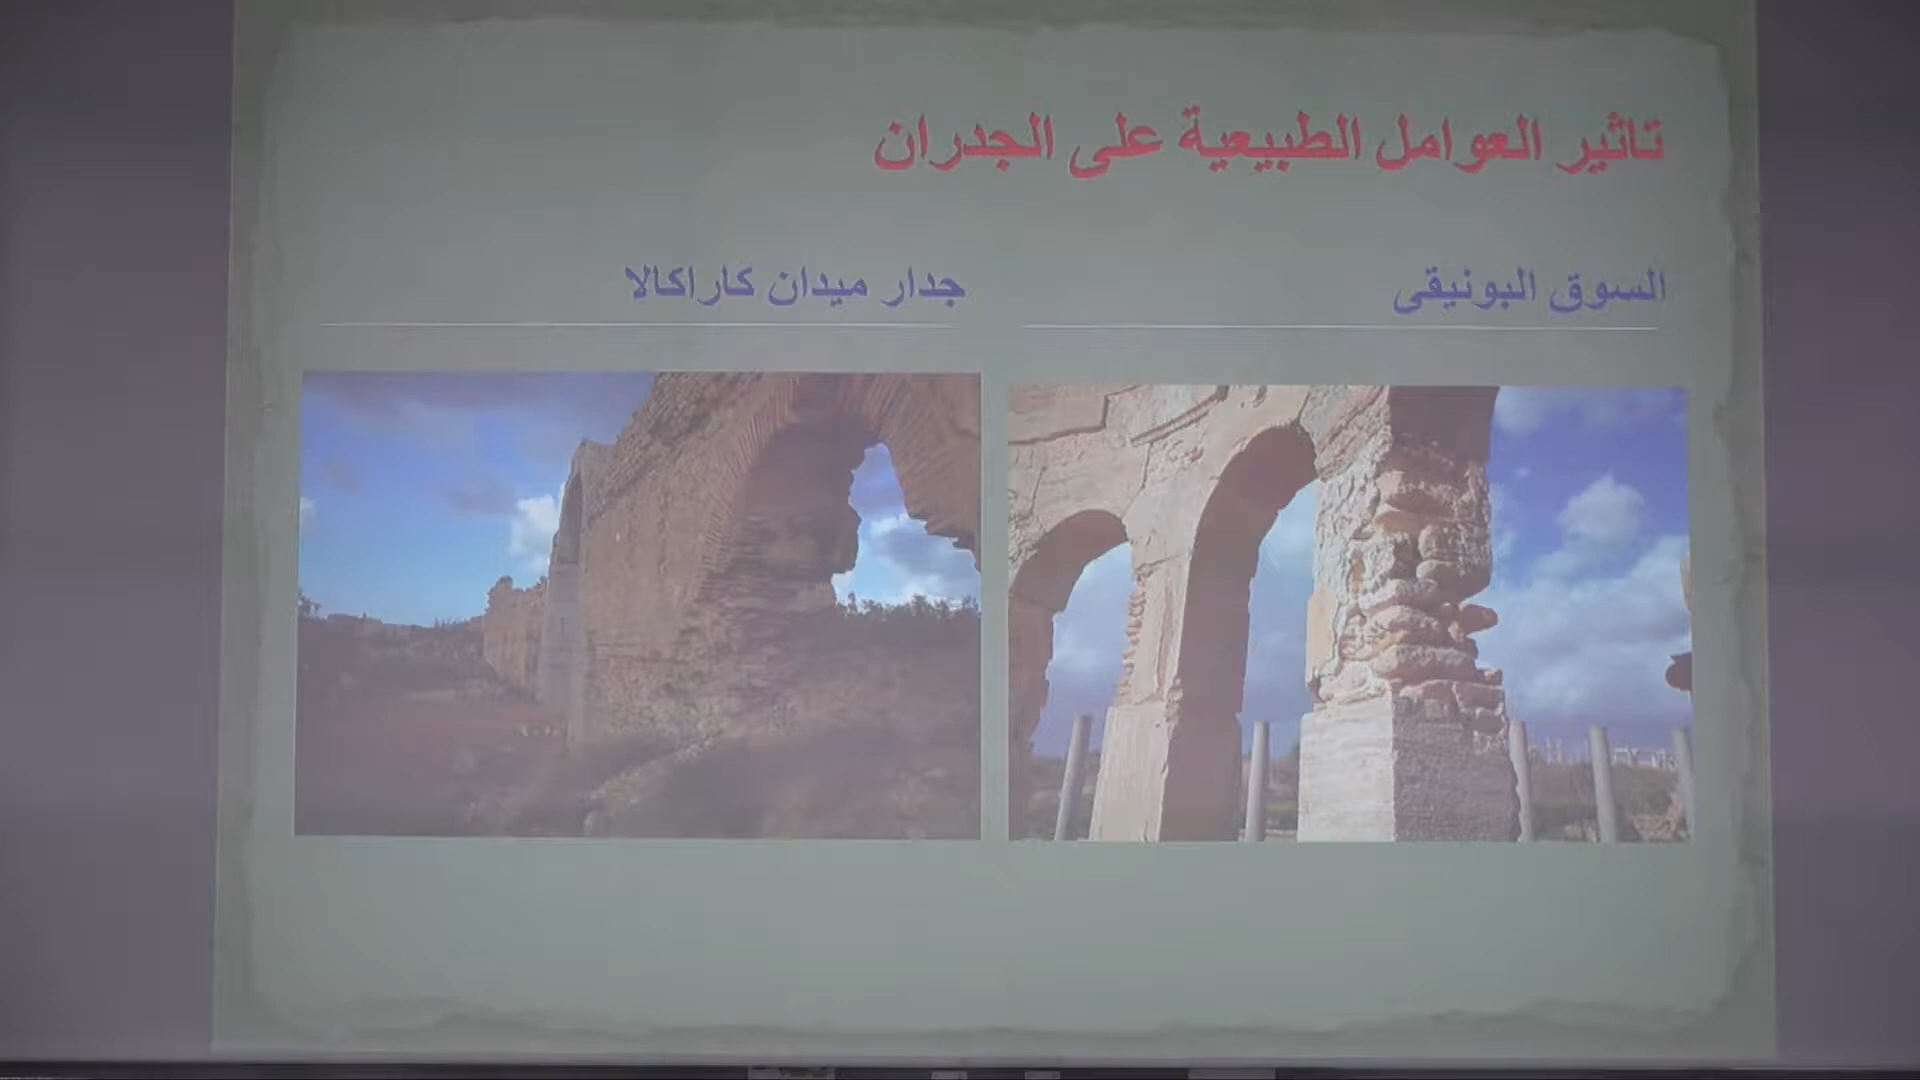 تاثير العوامل الطبيعية على الجدران
السوق البونيقى
جدار ميدان كاراكالا